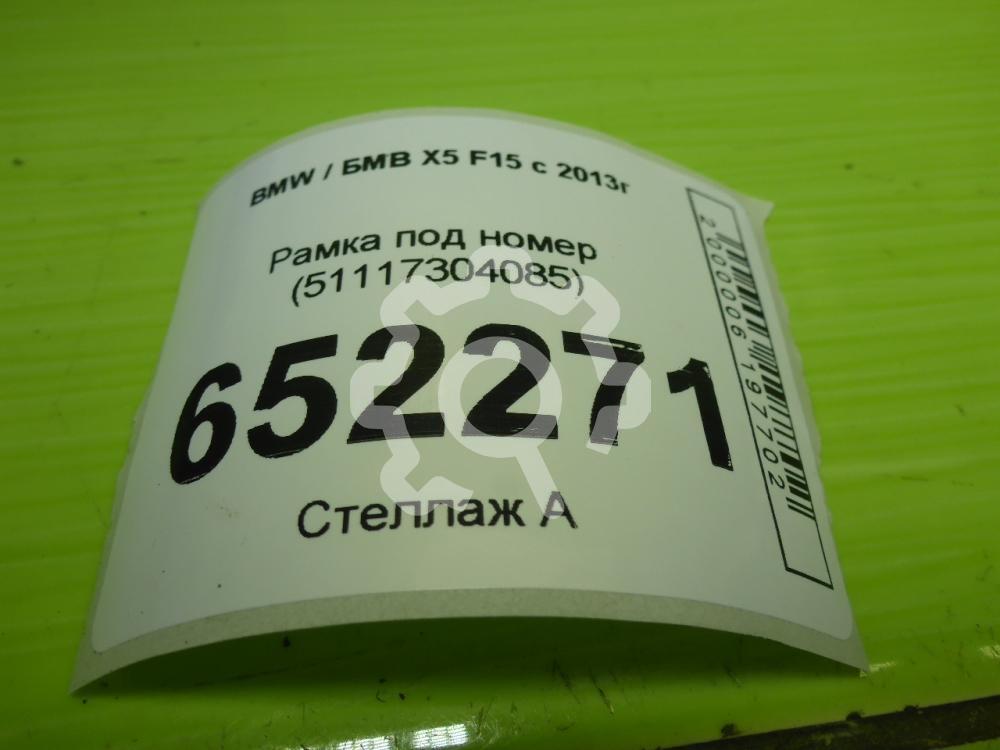 BMW / БМВ X5 F15 с 2013г
Рамка под номер
(51117304085)
652271
Стеллаж А
2000006197702